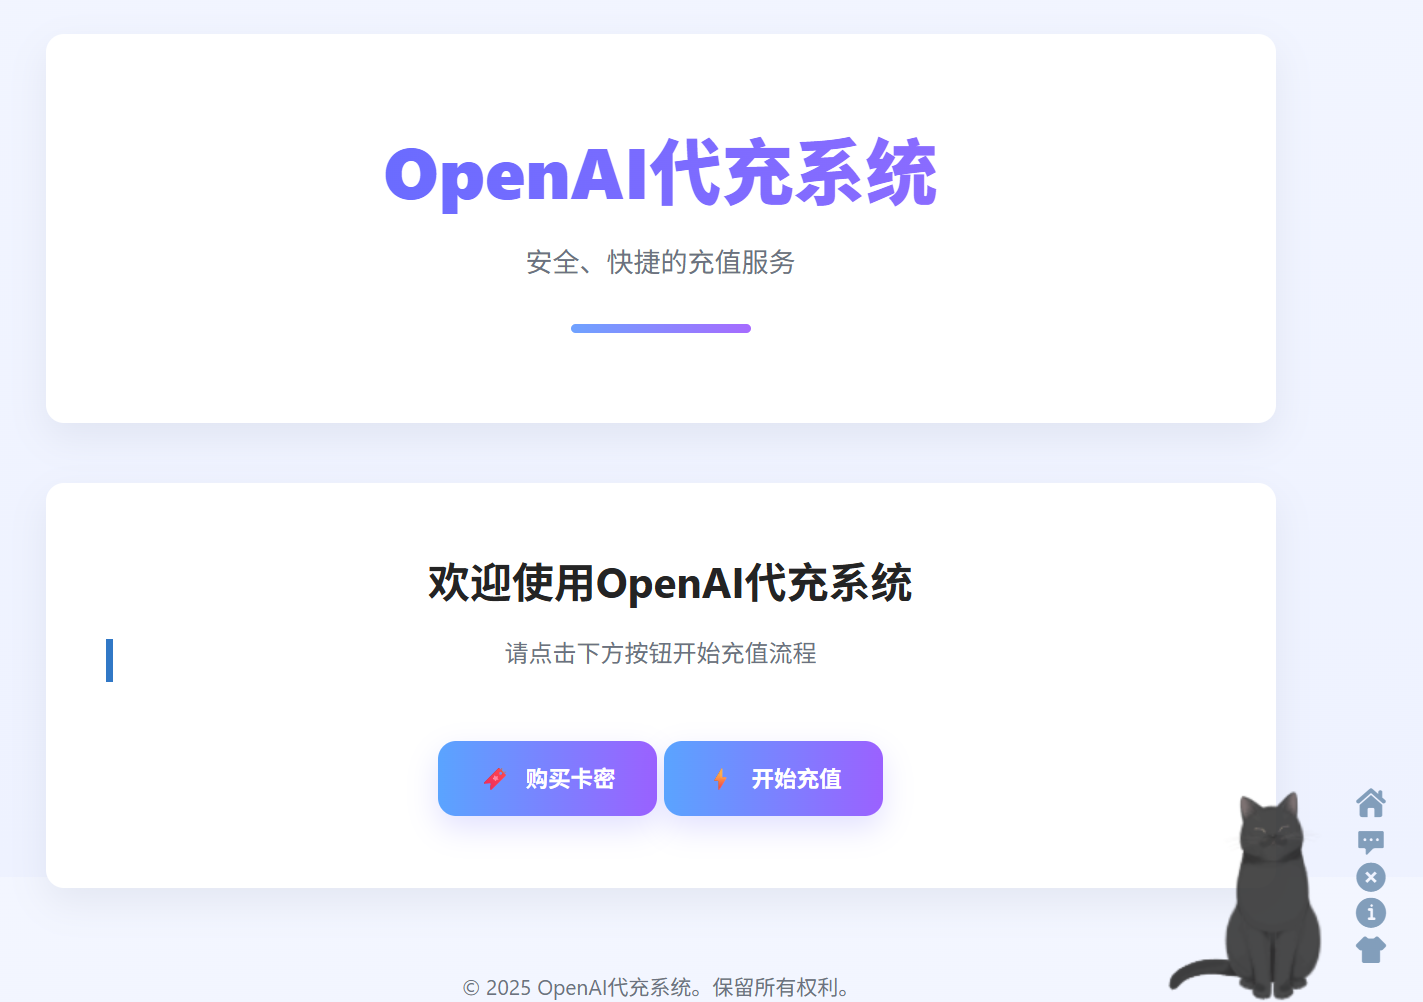 OpenAI代充系统
安全、快捷的充值服务
欢迎使用OpenAI代充系统
请点击下方按钮开始充值流程
购买卡密
开始充值
© 2025 OpenAI代充系统。保留所有权利。